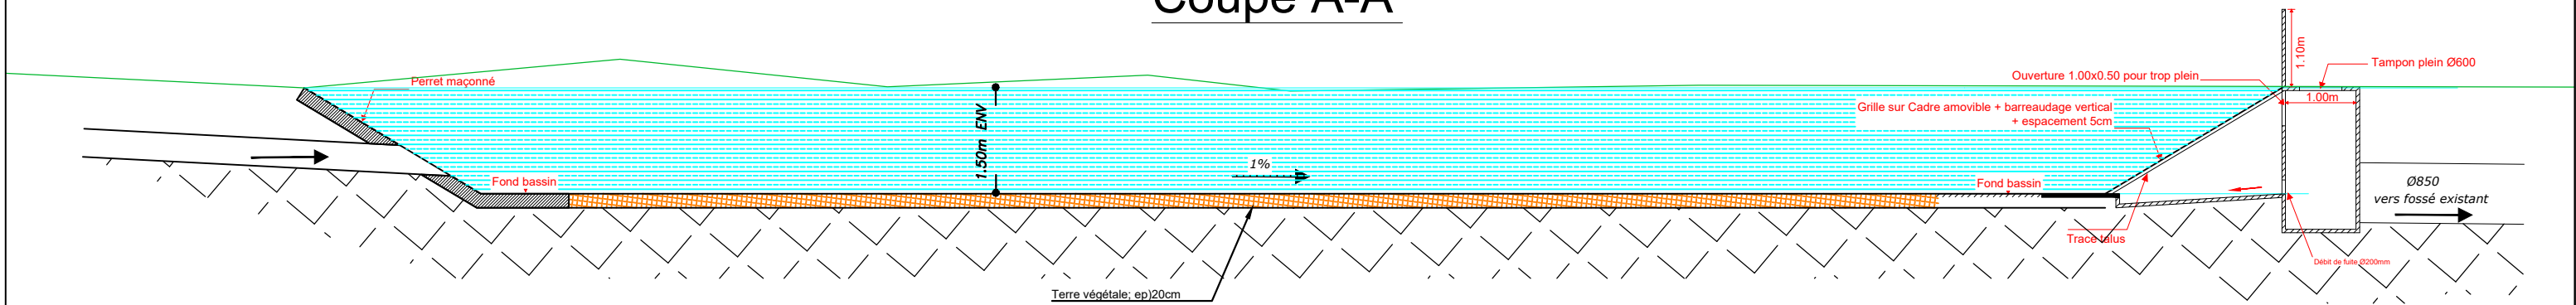 Coupe A-A
1.10m
Tampon plein Ø600
Ouverture 1.00x0.50 pour trop plein
Perret maçonné
1.00m
Grille sur Cadre amovible + barreaudage vertical
+ espacement 5cm
1.50m ENV
1%
Fond bassin
Fond bassin
Ø850
vers fossé existant
Trace talus
Débit de fuite Ø200mm
Terre végétale; ep)20cm